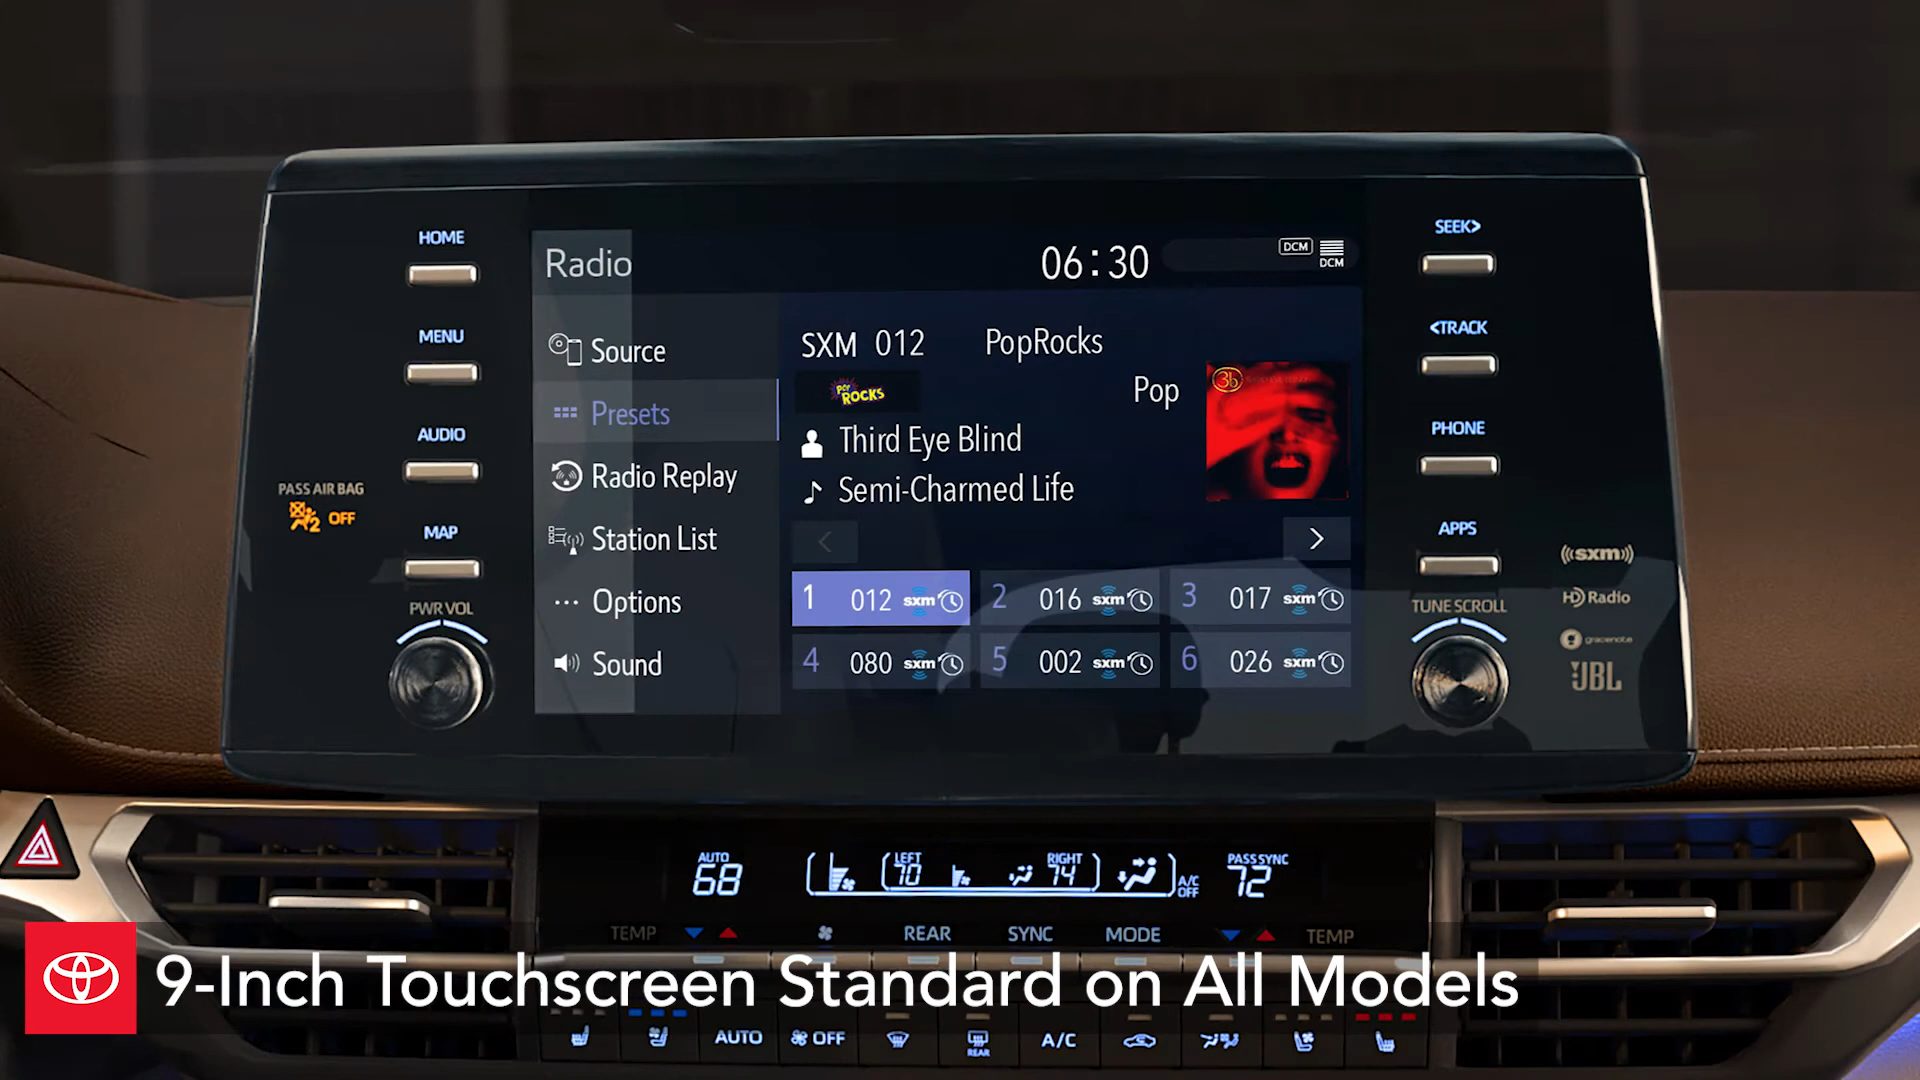 HOME
MENU
AUDIO
PASS AIR BAG
2 OFF
MAP
PWR VOL
Radio
06:30
DCM
DCM
Source
Presets
Radio Replay
Station List
Options
Sound
SXM 012
PopRocks
POP ROCKS
Pop
3b
Third Eye Blind
Semi-Charmed Life
1 012 sxm
2 016 sxm
3 017 sxm
4 080 sxm
5 002 sxm
6 026 sxm
SEEK>
<TRACK
PHONE
APPS
TUNE SCROLL
((sxm))
HD Radio
gracenote
JBL
AUTO 68
LEFT 70
RIGHT 74
A/C OFF
PASS SYNC 72
TEMP
REAR
SYNC
MODE
TEMP
9-Inch Touchscreen Standard on All Models
AUTO
OFF
REAR
A/C